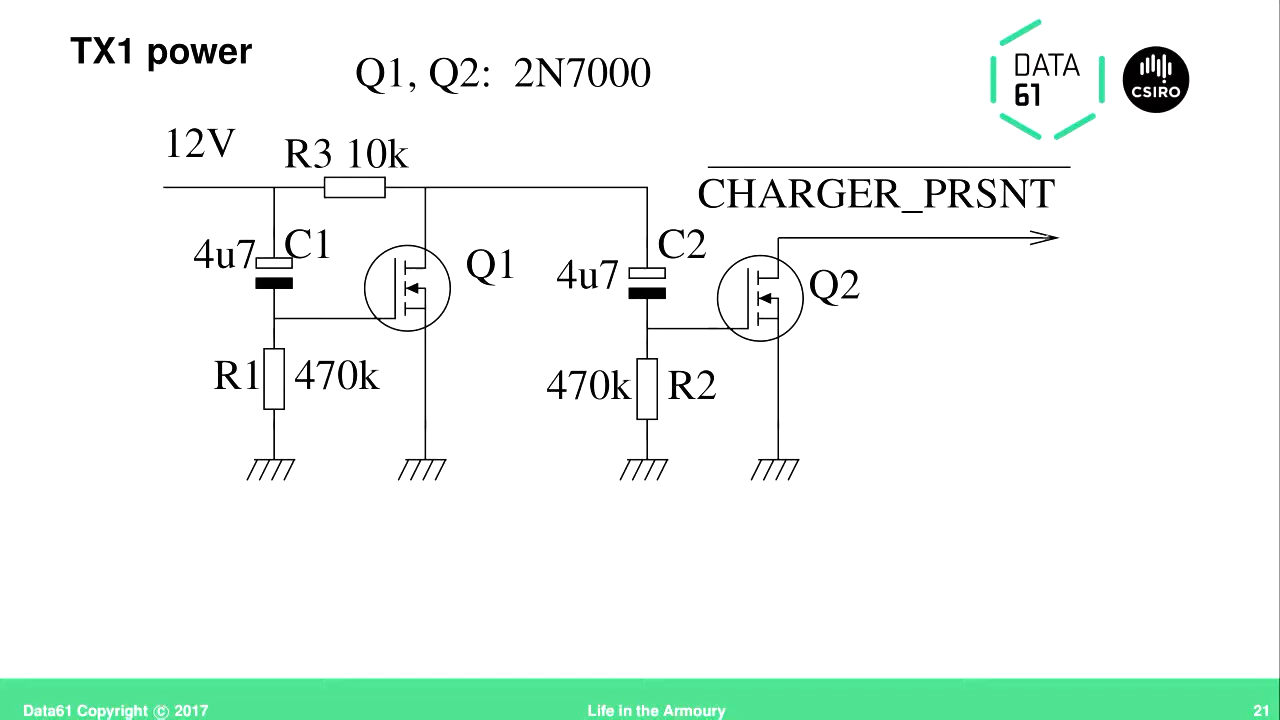 TX1 power
Q1, Q2: 2N7000
DATA
61
CSIRO
12V
R3 10k
CHARGER_PRSNT
4u7
C1
Q1
4u7
C2
Q2
R1
470k
470k
R2
Data61 Copyright © 2017
Life in the Armoury
21